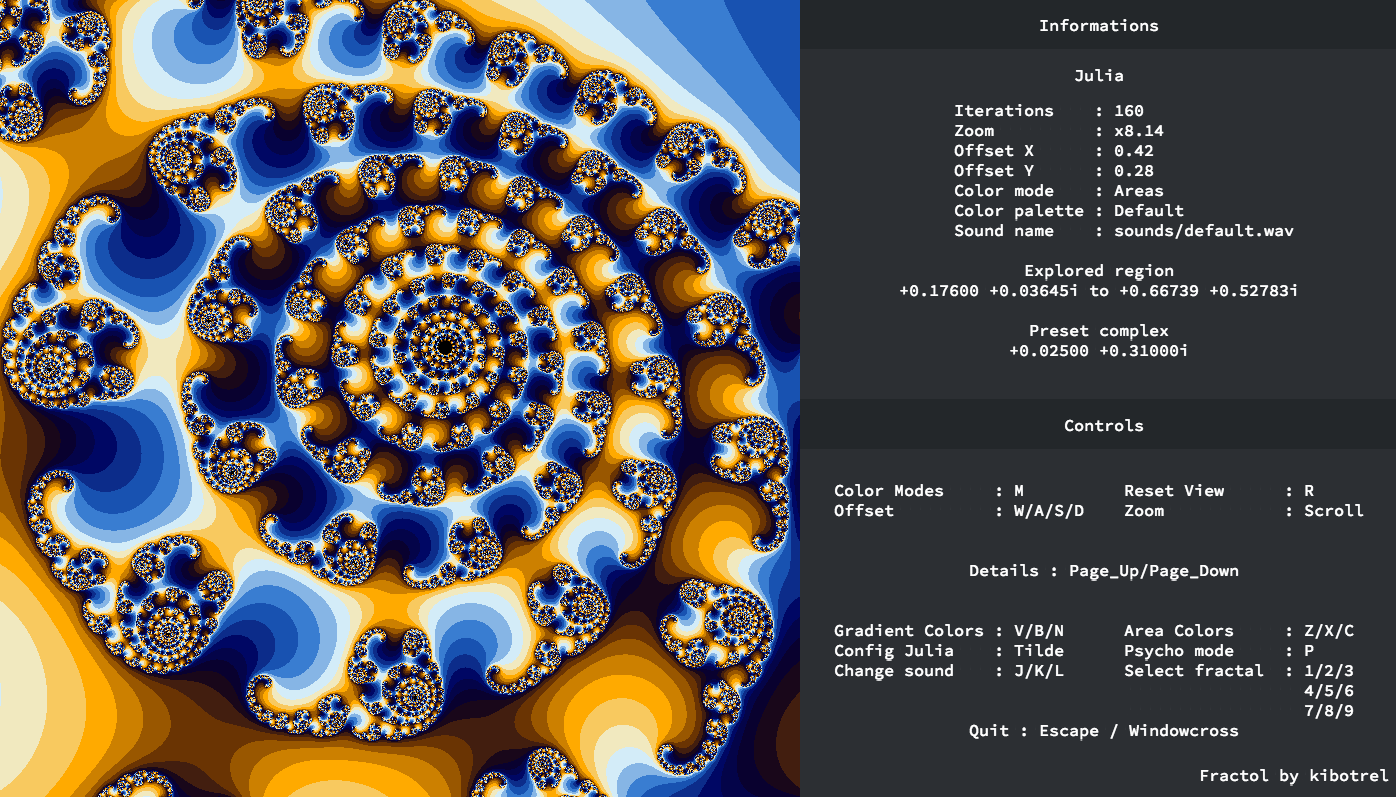 Informations
Julia
Iterations : 160
Zoom : x8.14
Offset X : 0.42
Offset Y : 0.28
Color mode : Areas
Color palette : Default
Sound name : sounds/default.wav
Explored region
+0.17600 +0.03645i to +0.66739 +0.52783i
Preset complex
+0.02500 +0.31000i
Controls
Color Modes : M Reset View : R
Offset : W/A/S/D Zoom : Scroll
Details : Page_Up/Page_Down
Gradient Colors : V/B/N Area Colors : Z/X/C
Config Julia : Tilde Psycho mode : P
Change sound : J/K/L Select fractal : 1/2/3
4/5/6
7/8/9
Quit : Escape / Windowcross
Fractol by kibotrel